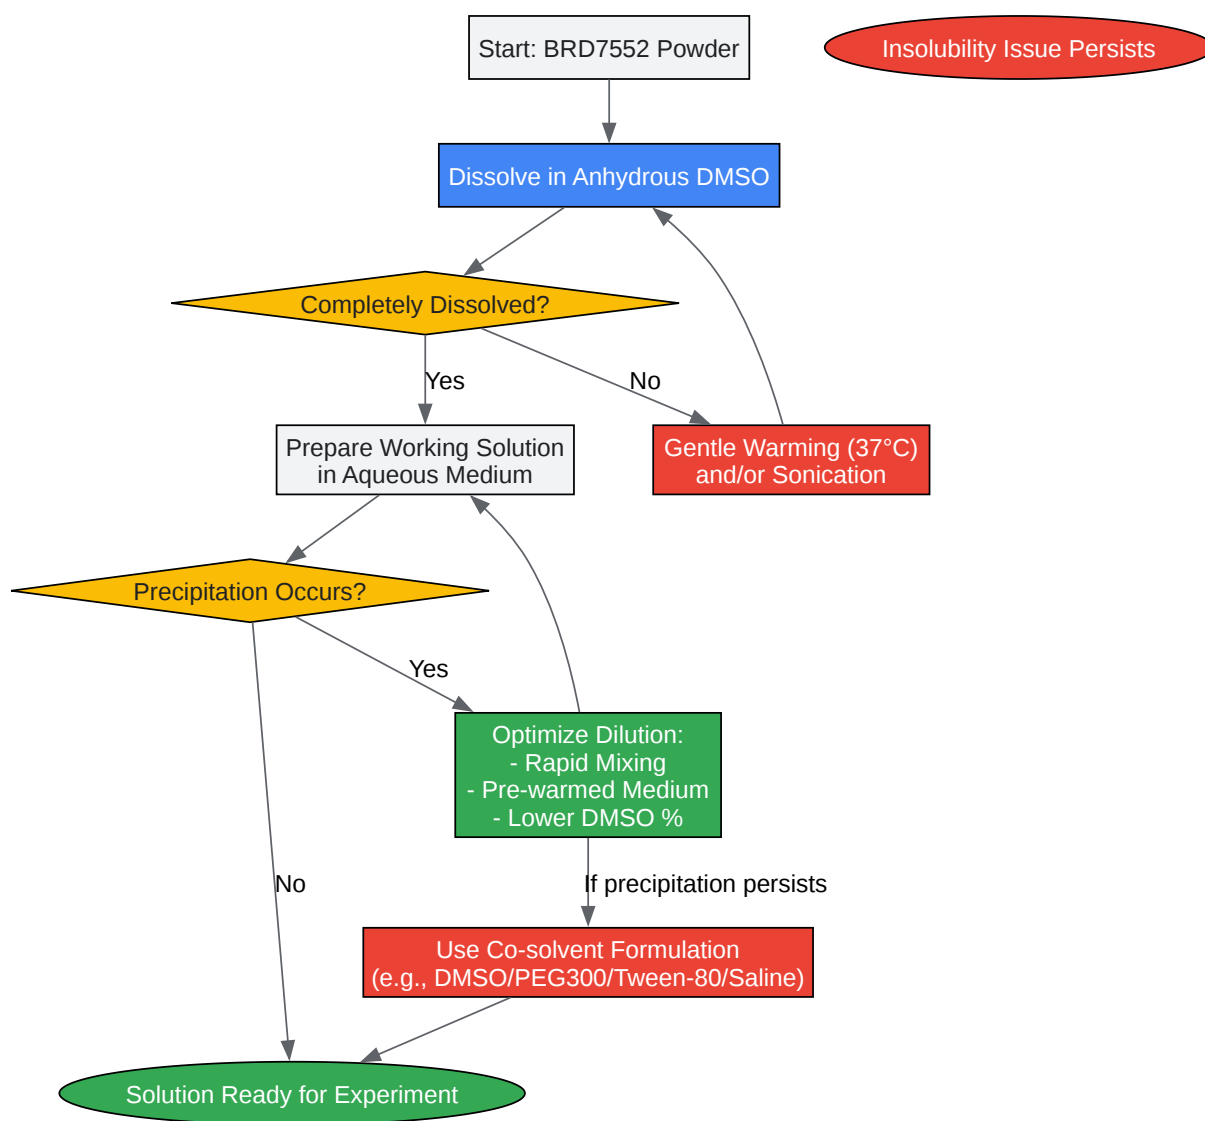 Start: BRD7552 Powder
Insolubility Issue Persists
Dissolve in Anhydrous DMSO
Completely Dissolved?
Yes
No
Prepare Working Solution
in Aqueous Medium
Gentle Warming (37°C)
and/or Sonication
Precipitation Occurs?
Yes
Optimize Dilution:
- Rapid Mixing
- Pre-warmed Medium
- Lower DMSO %
No
If precipitation persists
Use Co-solvent Formulation
(e.g., DMSO/PEG300/Tween-80/Saline)
Solution Ready for Experiment